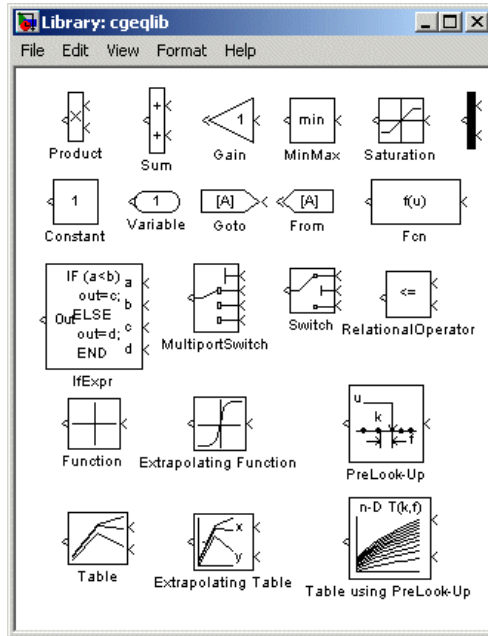 Library: cgeqlib
File Edit View Format Help
× + + 1 min
Product Sum Gain MinMax Saturation
1 1 [A] [A] f(u)
Constant Variable Goto From Fcn
IF (a<b) a
out=c; b
Out ELSE c
out=d;
END d
<=
IfExpr MultiportSwitch Switch RelationalOperator
u
k
f
Function Extrapolating Function PreLook-Up
x
y
n-D T(k,f)
Table Extrapolating Table Table using PreLook-Up